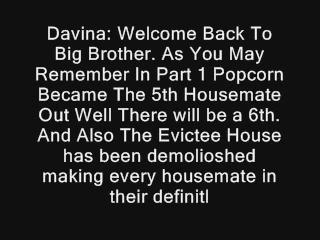 Davina: Welcome Back To
Big Brother. As You May
Remember In Part 1 Popcorn
Became The 5th Housemate
Out Well There will be a 6th.
And Also The Evictee House
has been demolioshed
making every housemate in
their definitl